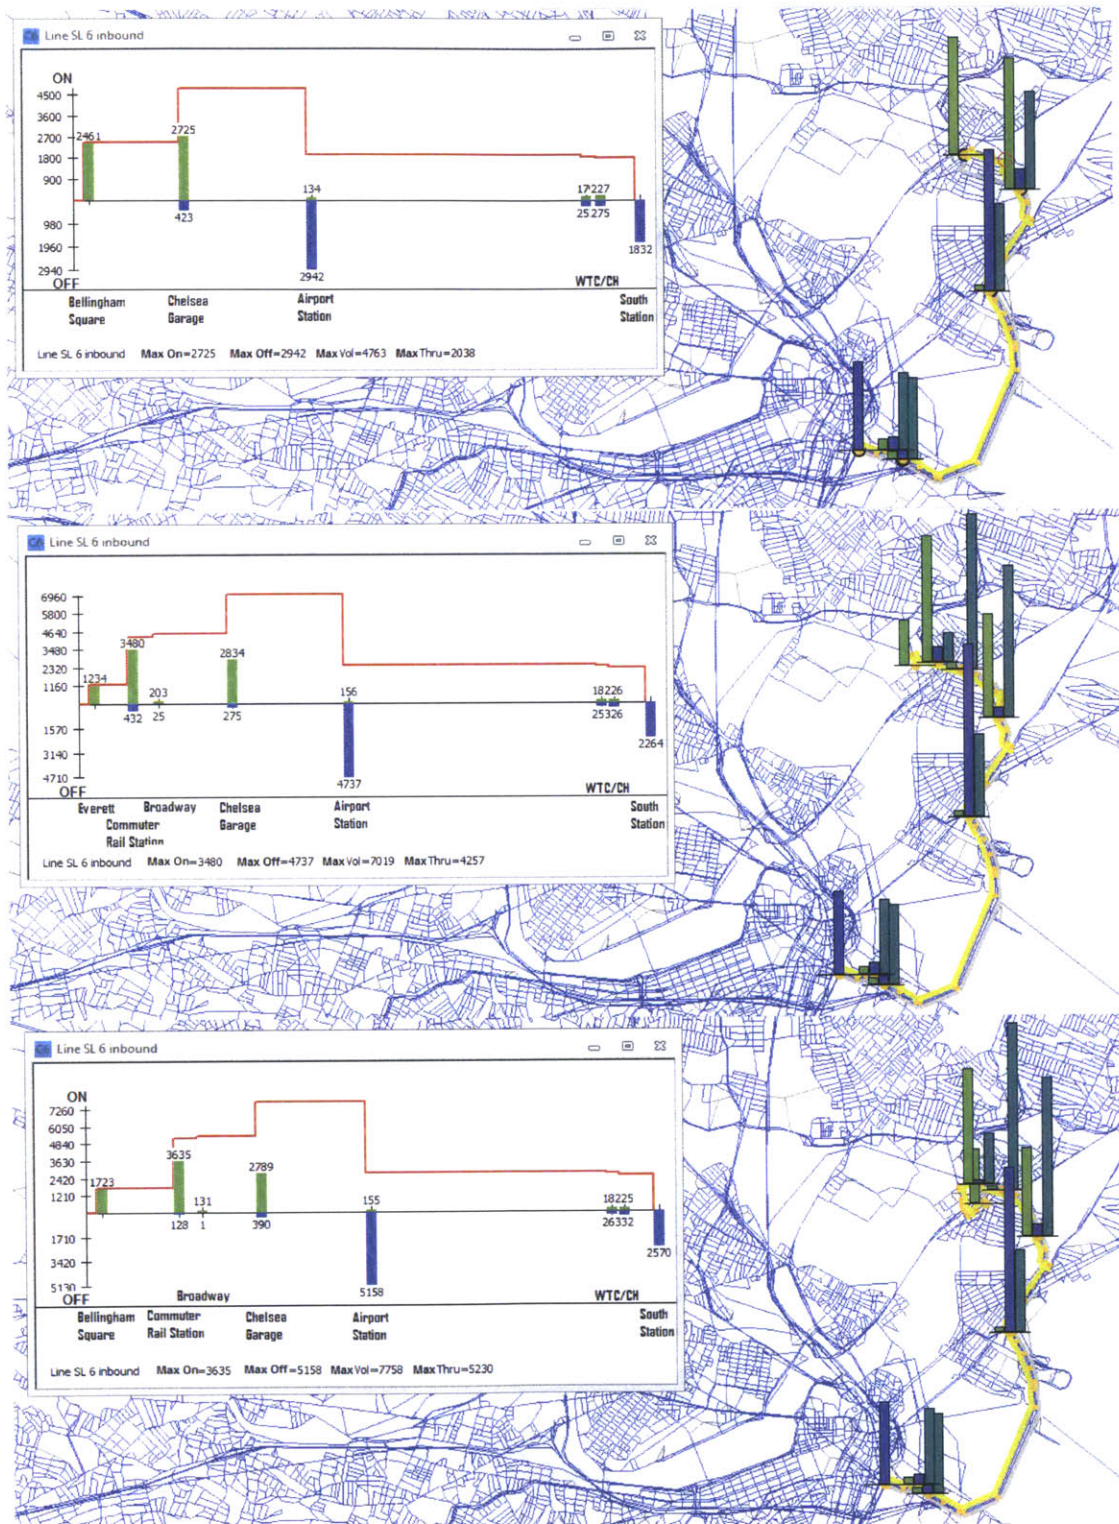 C6 Line SL 6 inbound
ON
4500
3600
2700
1800
900
980
1960
2940
OFF
2461
2725
423
134
2942
17 227
25 275
1832
Bellingham Square
Chelsea Garage
Airport Station
WTC/CH
South Station
Line SL 6 inbound Max On=2725 Max Off=2942 Max Vol=4763 Max Thru=2038
C6 Line SL 6 inbound
6960
5800
4640
3480
2320
1160
1570
3140
4710
OFF
1234
3480
432
203
25
2834
275
156
4737
18226
25326
2264
Everett
Commuter Rail Station
Broadway
Chelsea Garage
Airport Station
WTC/CH
South Station
Line SL 6 inbound Max On=3480 Max Off=4737 Max Vol=7019 Max Thru=4257
C6 Line SL 6 inbound
ON
7260
6050
4840
3630
2420
1210
1710
3420
5130
OFF
1723
3635
128
131
1
2789
390
155
5158
18225
26332
2570
Bellingham Square
Commuter Rail Station
Broadway
Chelsea Garage
Airport Station
WTC/CH
South Station
Line SL 6 inbound Max On=3635 Max Off=5158 Max Vol=7758 Max Thru=5230